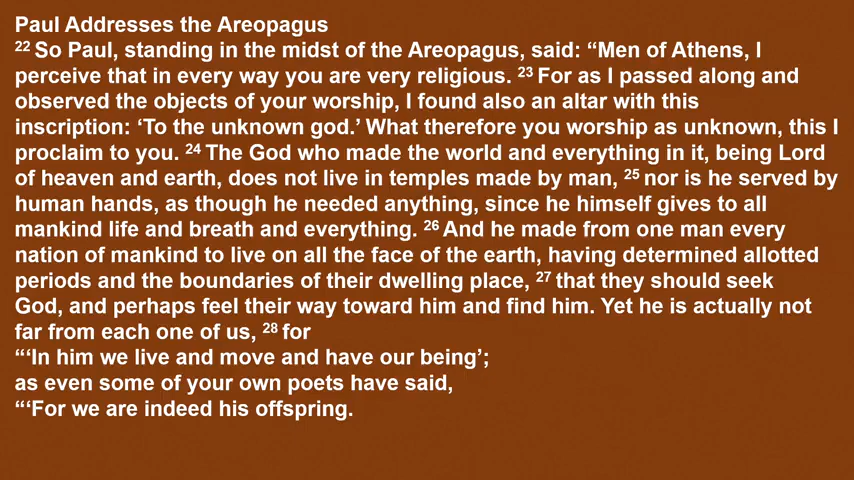 Paul Addresses the Areopagus
22 So Paul, standing in the midst of the Areopagus, said: “Men of Athens, I
perceive that in every way you are very religious. 23 For as I passed along and
observed the objects of your worship, I found also an altar with this
inscription: ‘To the unknown god.’ What therefore you worship as unknown, this I
proclaim to you. 24 The God who made the world and everything in it, being Lord
of heaven and earth, does not live in temples made by man, 25 nor is he served by
human hands, as though he needed anything, since he himself gives to all
mankind life and breath and everything. 26 And he made from one man every
nation of mankind to live on all the face of the earth, having determined allotted
periods and the boundaries of their dwelling place, 27 that they should seek
God, and perhaps feel their way toward him and find him. Yet he is actually not
far from each one of us, 28 for
“‘In him we live and move and have our being’;
as even some of your own poets have said,
“‘For we are indeed his offspring.